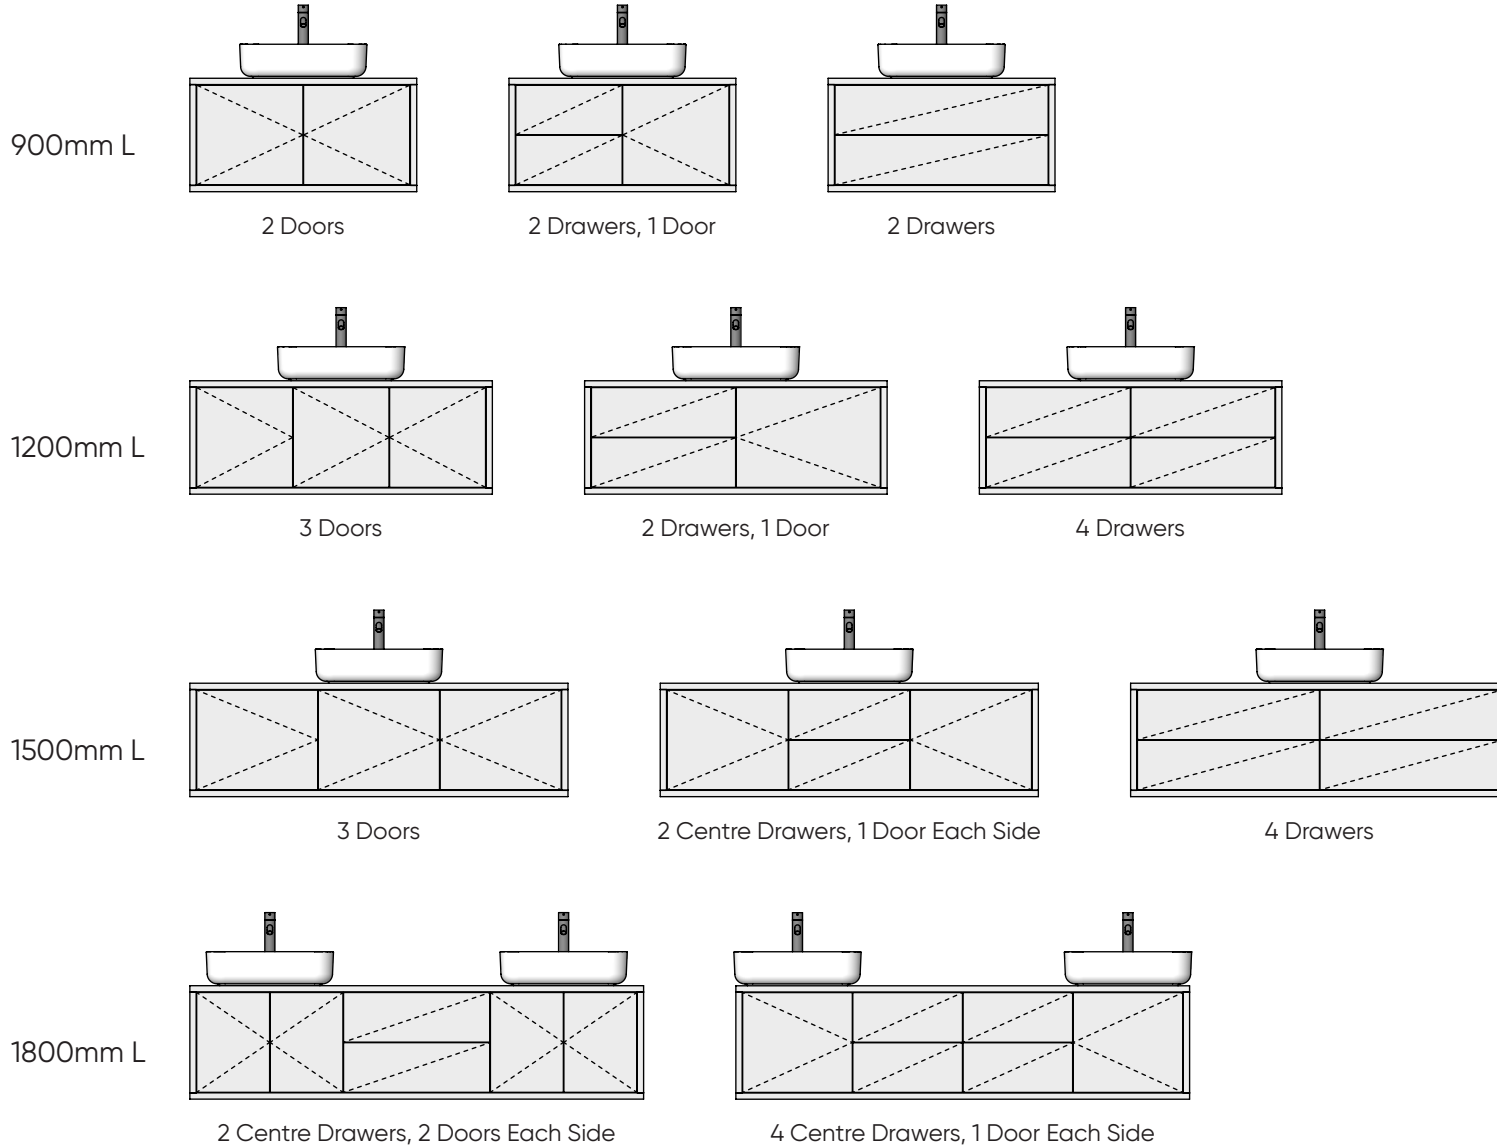 900mm L
2 Doors
2 Drawers, 1 Door
2 Drawers
1200mm L
3 Doors
2 Drawers, 1 Door
4 Drawers
1500mm L
3 Doors
2 Centre Drawers, 1 Door Each Side
4 Drawers
1800mm L
2 Centre Drawers, 2 Doors Each Side
4 Centre Drawers, 1 Door Each Side